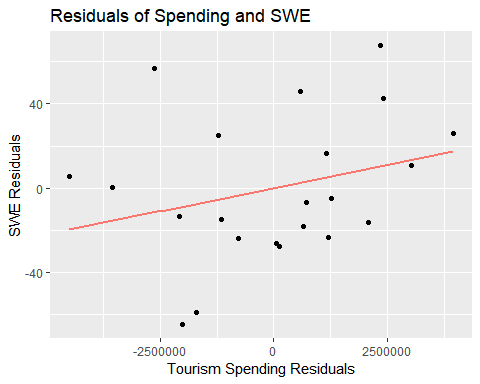 Residuals of Spending and SWE
SWE Residuals
40
0
-40
-2500000 0 2500000
Tourism Spending Residuals